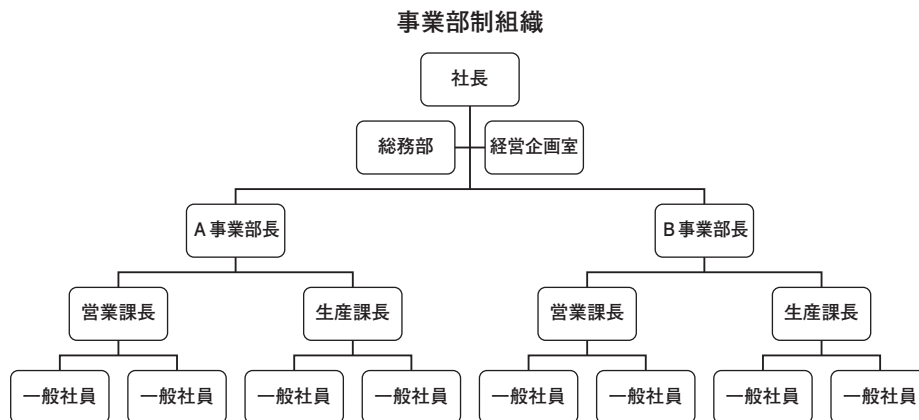 事業部制組織
社長
総務部
経営企画室
A事業部長
B事業部長
営業課長
生産課長
営業課長
生産課長
一般社員
一般社員
一般社員
一般社員
一般社員
一般社員
一般社員
一般社員